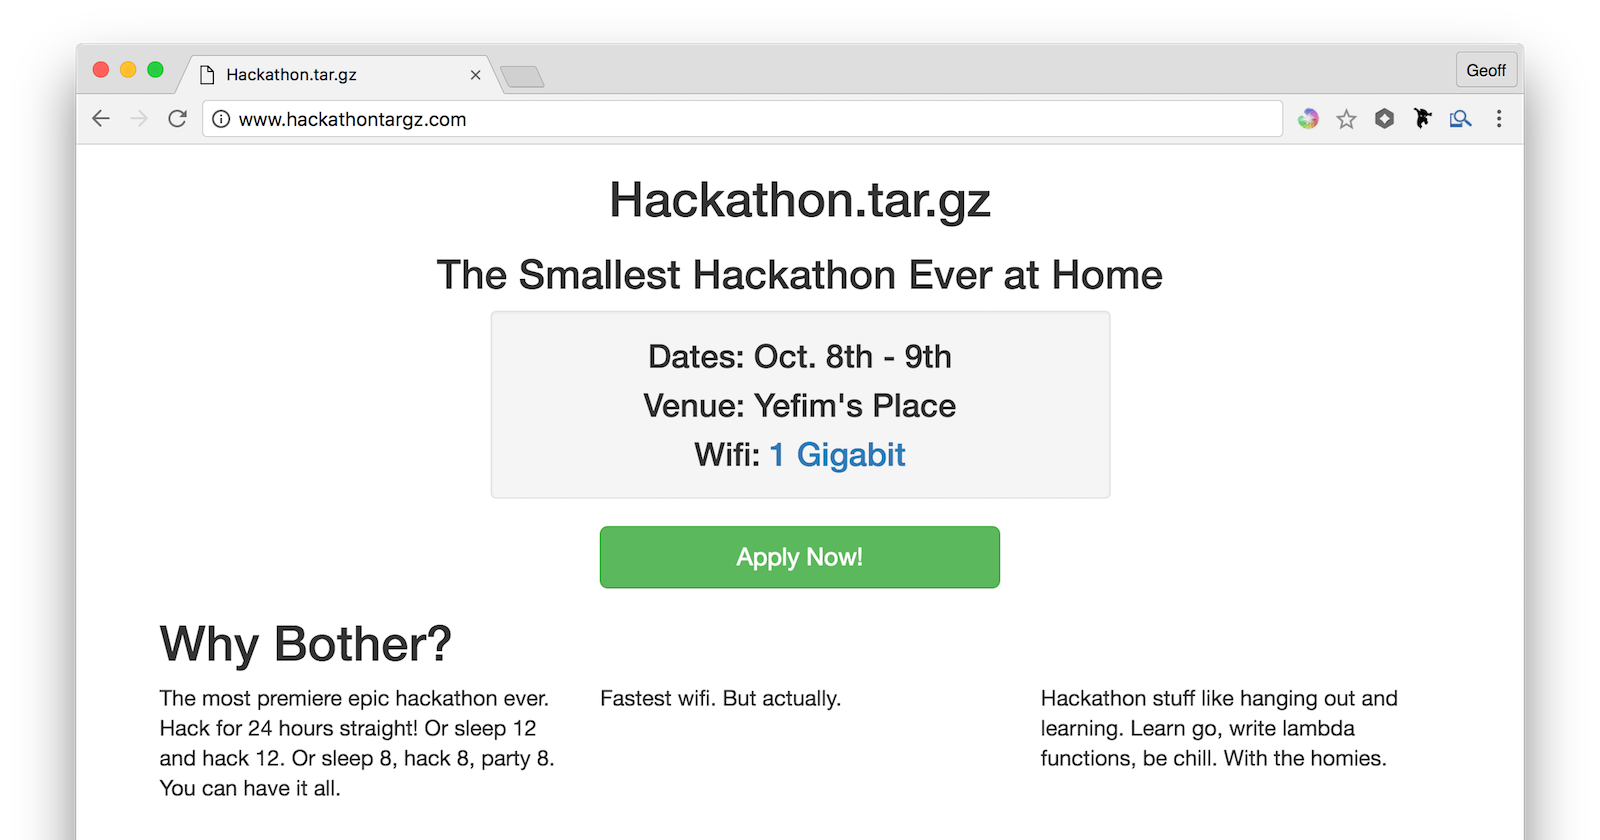 Hackathon.tar.gz
Geoff
www.hackathontargz.com
Hackathon.tar.gz
The Smallest Hackathon Ever at Home
Dates: Oct. 8th - 9th
Venue: Yefim's Place
Wifi: 1 Gigabit
Apply Now!
Why Bother?
The most premiere epic hackathon ever.
Hack for 24 hours straight! Or sleep 12
and hack 12. Or sleep 8, hack 8, party 8.
You can have it all.
Fastest wifi. But actually.
Hackathon stuff like hanging out and
learning. Learn go, write lambda
functions, be chill. With the homies.